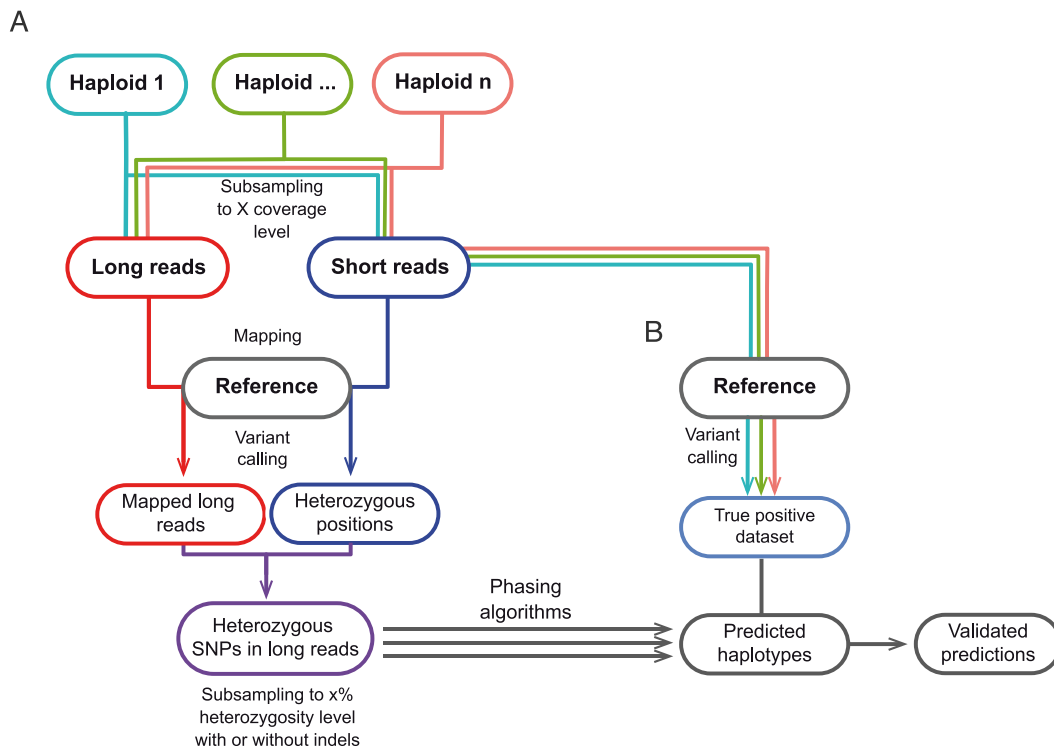 A
Haploid 1
Haploid ...
Haploid n
Subsampling
to X coverage
level
Long reads
Short reads
Mapping
Reference
Variant
calling
Mapped long
reads
Heterozygous
positions
Heterozygous
SNPs in long reads
Subsampling to x%
heterozygosity level
with or without indels
Phasing
algorithms
B
Reference
Variant
calling
True positive
dataset
Predicted
haplotypes
Validated
predictions